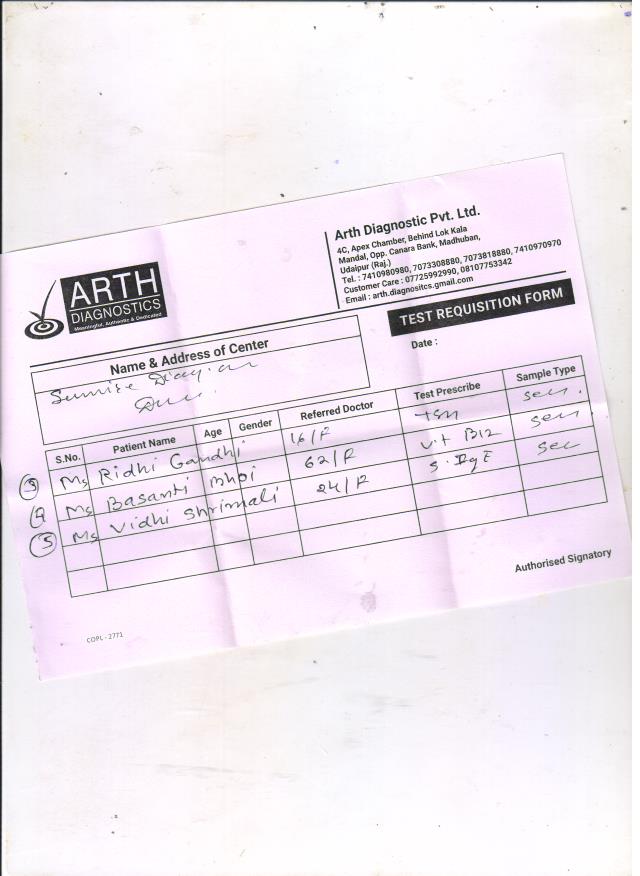 ARTH
DIAGNOSTICS
Meaningful, Authentic & Dedicated
Arth Diagnostic Pvt. Ltd.
4C, Apex Chamber, Behind Lok Kala
Mandal, Opp. Canara Bank, Madhuban,
Udaipur (Raj.)
Tel. : 7410980980, 7073308880, 7073818880, 7410970970
Customer Care : 07725992990, 08107753342
Email : arth.diagnositcs.gmail.com
TEST REQUISITION FORM
Date :
Name & Address of Center
Sunrise
S.No. Patient Name Age Gender Referred Doctor Test Prescribe Sample Type
3 Ms Ridhi Gandhi 16/F TSH
4 Ms Basanti Bhoi 62/F Vit B12
5 Ms Vidhi Shrimali 24/F S. IgE
Authorised Signatory
COPL - 2771